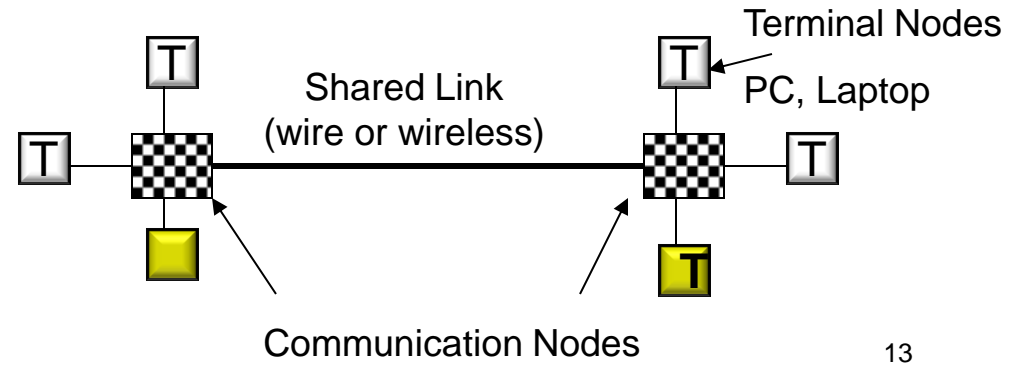 Terminal Nodes
T
T
Shared Link
PC, Laptop
(wire or wireless)
T
T
T
Communication Nodes
13